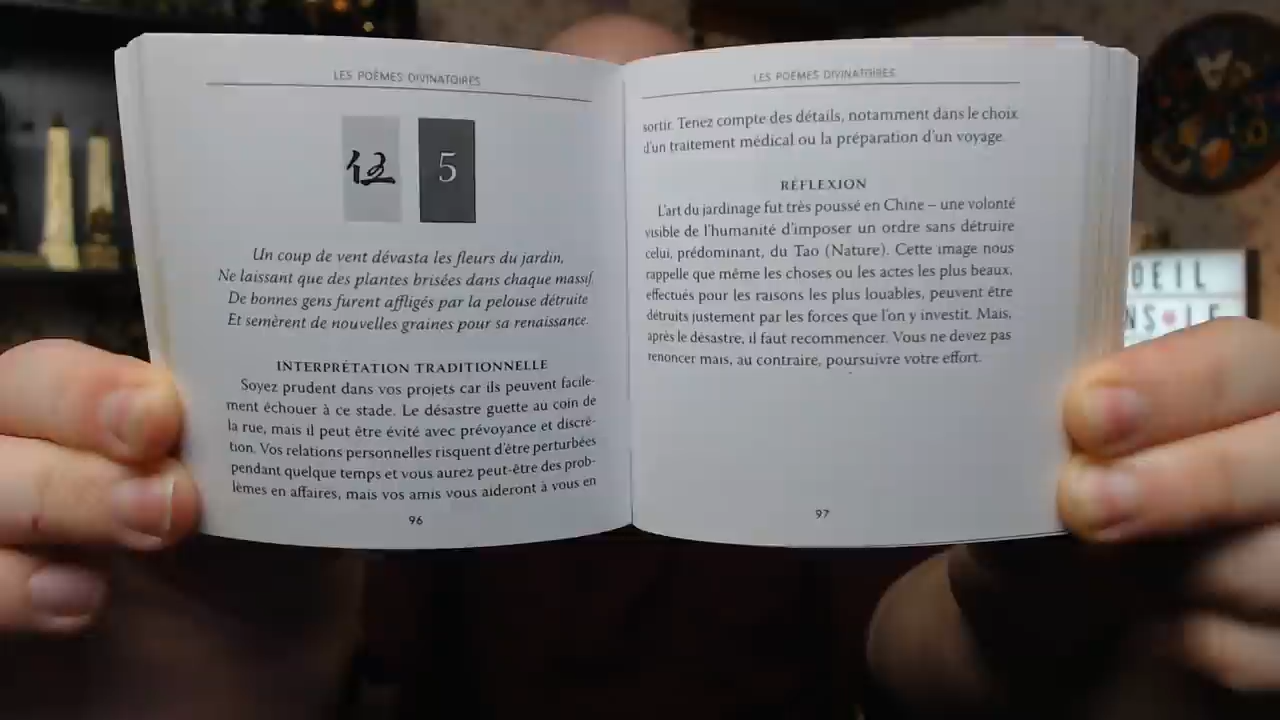 LES POÈMES DIVINATOIRES
伍 5
Un coup de vent dévasta les fleurs du jardin,
Ne laissant que des plantes brisées dans chaque massif.
De bonnes gens furent affligés par la pelouse détruite
Et semèrent de nouvelles graines pour sa renaissance.
INTERPRÉTATION TRADITIONNELLE
Soyez prudent dans vos projets car ils peuvent facile-
ment échouer à ce stade. Le désastre guette au coin de
la rue, mais il peut être évité avec prévoyance et discré-
tion. Vos relations personnelles risquent d'être perturbées
pendant quelque temps et vous aurez peut-être des prob-
lèmes en affaires, mais vos amis vous aideront à vous en
96
LES POÈMES DIVINATOIRES
sortir. Tenez compte des détails, notamment dans le choix
d'un traitement médical ou la préparation d'un voyage.
RÉFLEXION
L'art du jardinage fut très poussé en Chine – une volonté
visible de l'humanité d'imposer un ordre sans détruire
celui, prédominant, du Tao (Nature). Cette image nous
rappelle que même les choses ou les actes les plus beaux,
effectués pour les raisons les plus louables, peuvent être
détruits justement par les forces que l'on y investit. Mais,
après le désastre, il faut recommencer. Vous ne devez pas
renoncer mais, au contraire, poursuivre votre effort.
97
OEIL
NS LE